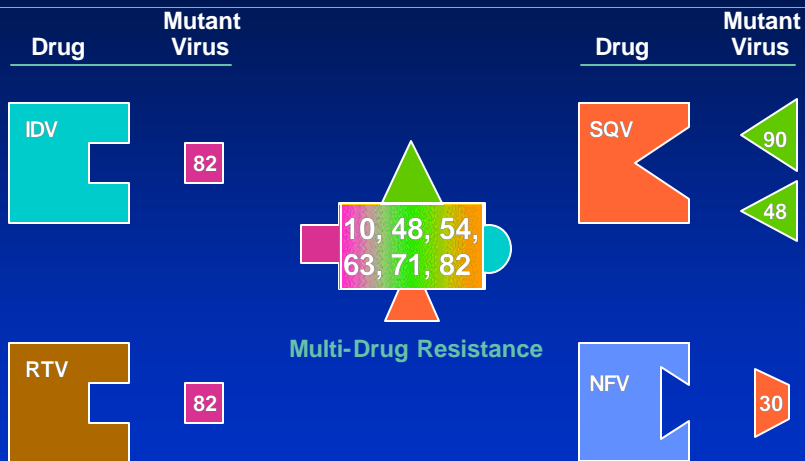 Drug
Mutant
Virus
Drug
Mutant
Virus
IDV
82
SQV
90
48
10, 48, 54,
63, 71, 82
Multi-Drug Resistance
RTV
82
NFV
30